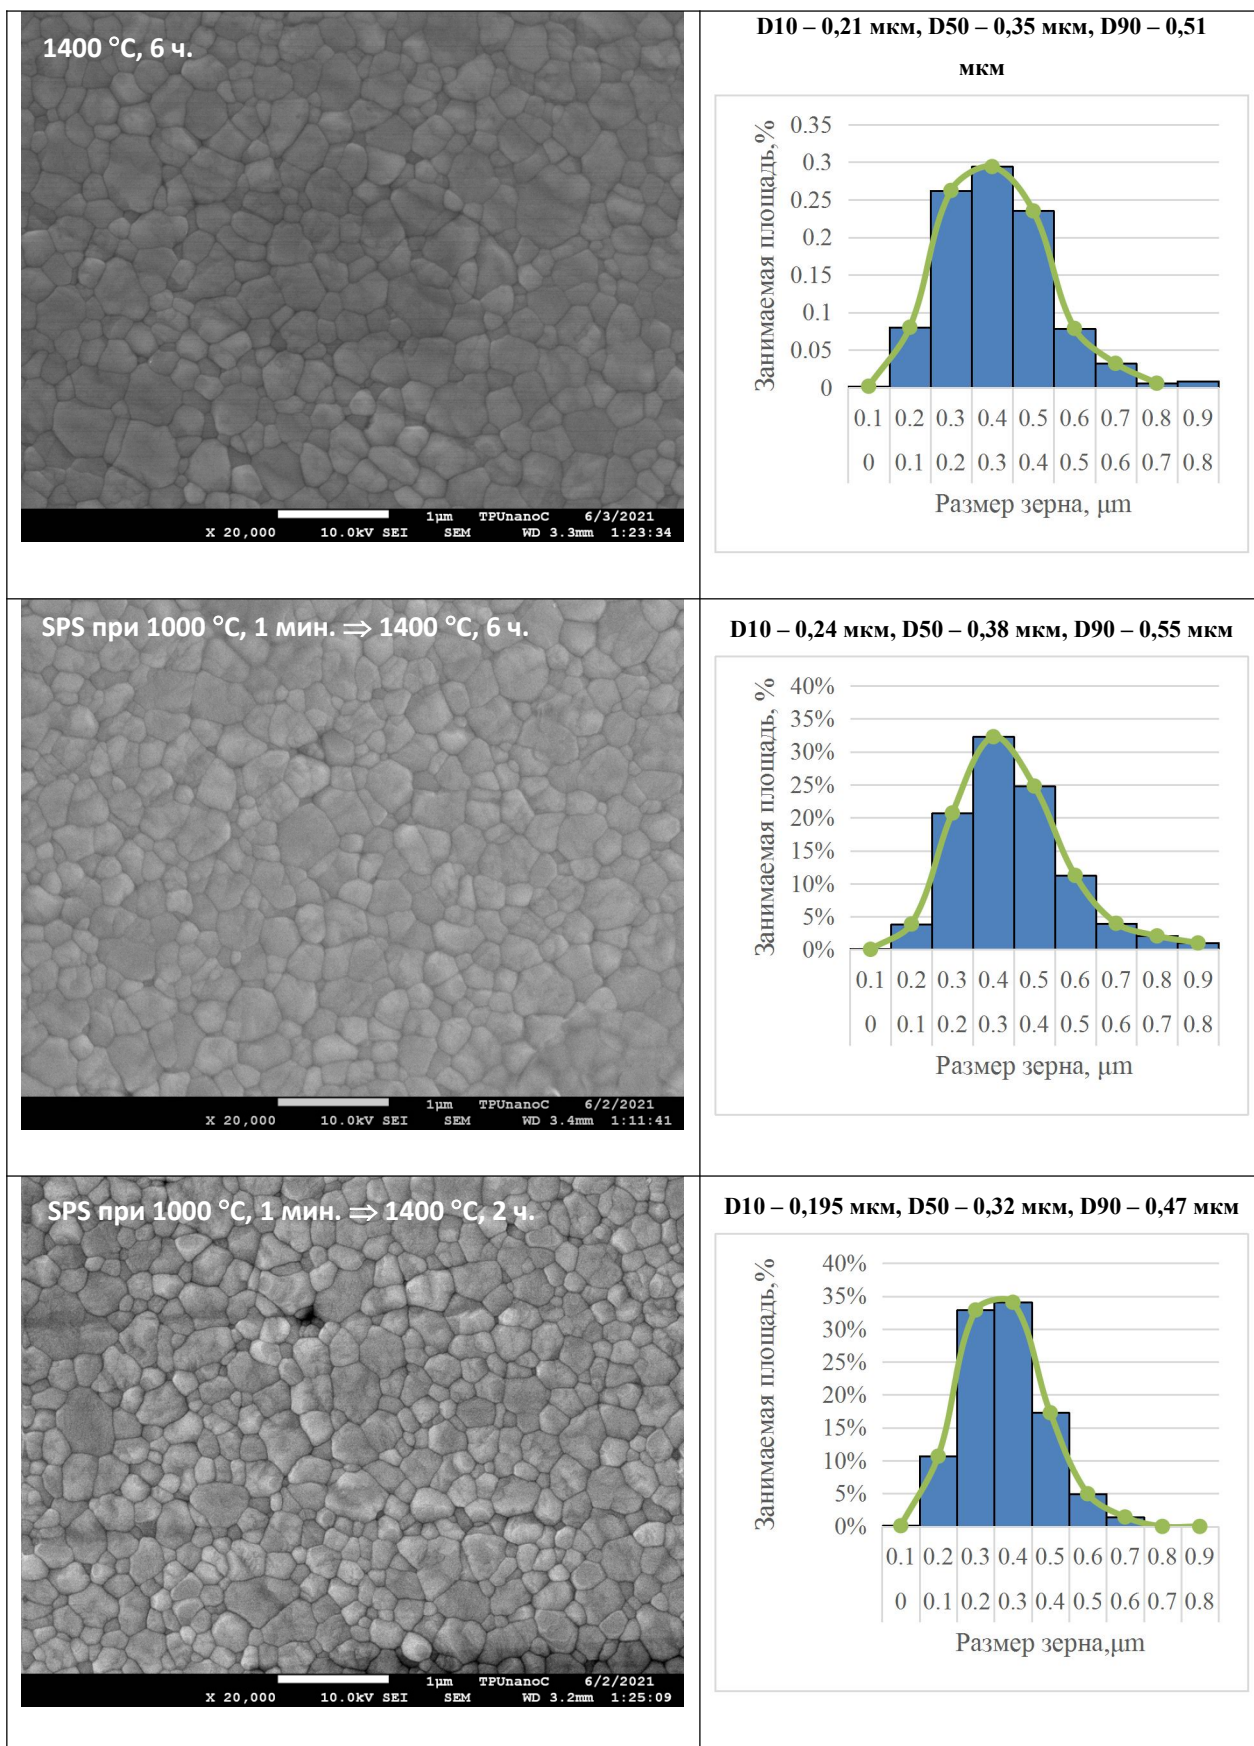 1400 °C, 6 ч.
1μm TPUnanoC 6/3/2021
X 20,000 10.0kV SEI SEM WD 3.3mm 1:23:34
D10 – 0,21 мкм, D50 – 0,35 мкм, D90 – 0,51
мкм
Занимаемая площадь,%
0.35
0.3
0.25
0.2
0.15
0.1
0.05
0
0.1 0.2 0.3 0.4 0.5 0.6 0.7 0.8 0.9
0 0.1 0.2 0.3 0.4 0.5 0.6 0.7 0.8
Размер зерна, μm
SPS при 1000 °C, 1 мин. ⇒ 1400 °C, 6 ч.
1μm TPUnanoC 6/2/2021
X 20,000 10.0kV SEI SEM WD 3.4mm 1:11:41
D10 – 0,24 мкм, D50 – 0,38 мкм, D90 – 0,55 мкм
Занимаемая площадь, %
40%
35%
30%
25%
20%
15%
10%
5%
0%
0.1 0.2 0.3 0.4 0.5 0.6 0.7 0.8 0.9
0 0.1 0.2 0.3 0.4 0.5 0.6 0.7 0.8
Размер зерна, μm
SPS при 1000 °C, 1 мин. ⇒ 1400 °C, 2 ч.
1μm TPUnanoC 6/2/2021
X 20,000 10.0kV SEI SEM WD 3.2mm 1:25:09
D10 – 0,195 мкм, D50 – 0,32 мкм, D90 – 0,47 мкм
Занимаемая площадь,%
40%
35%
30%
25%
20%
15%
10%
5%
0%
0.1 0.2 0.3 0.4 0.5 0.6 0.7 0.8 0.9
0 0.1 0.2 0.3 0.4 0.5 0.6 0.7 0.8
Размер зерна,μm